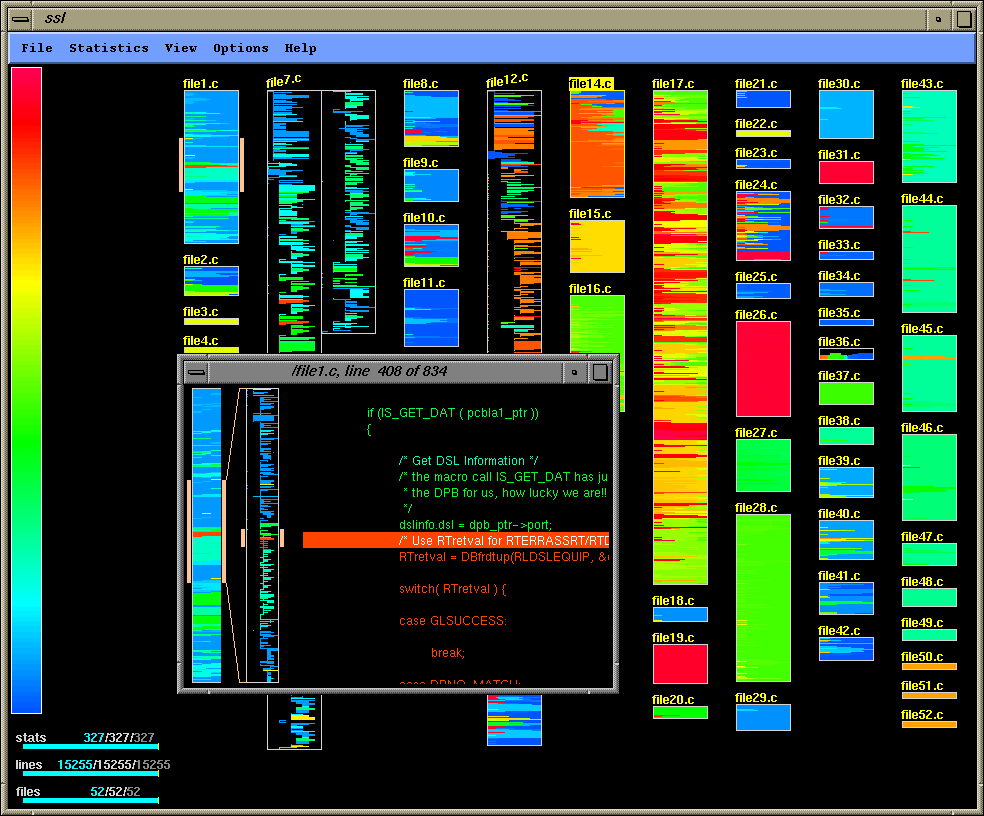 ssl
File Statistics View Options Help
file1.c
file7.c
file8.c
file12.c
file14.c
file17.c
file21.c
file30.c
file43.c
file22.c
file23.c
file31.c
file9.c
file24.c
file32.c
file44.c
file10.c
file15.c
file33.c
file2.c
file11.c
file16.c
file25.c
file34.c
file3.c
file26.c
file35.c
file45.c
file4.c
file36.c
file37.c
/file1.c, line 408 of 834
if (IS_GET_DAT ( pcbla1_ptr ))
{
/* Get DSL Information */
/* the macro call IS_GET_DAT has ju
* the DPB for us, how lucky we are!!
*/
dslinfo.dsl = dpb_ptr->port;
/* Use RTretval for RTERRASSRT/RTD
RTretval = DBfrdtup(RLDSLEQUIP, &
switch( RTretval ) {
case GLSUCCESS:
break;
case DBNO_MATCH:
file27.c
file38.c
file46.c
file39.c
file28.c
file40.c
file47.c
file41.c
file48.c
file18.c
file42.c
file49.c
file19.c
file50.c
file20.c
file29.c
file51.c
file52.c
stats 327/327/327
lines 15255/15255/15255
files 52/52/52